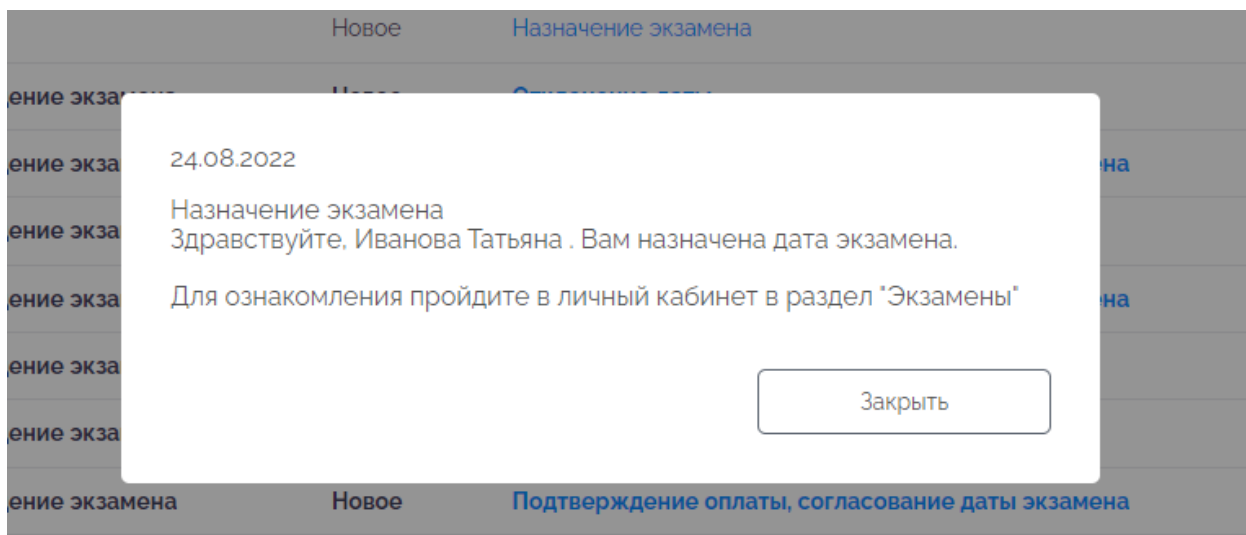 Новое Назначение экзамена
24.08.2022
Назначение экзамена
Здравствуйте, Иванова Татьяна . Вам назначена дата экзамена.
Для ознакомления пройдите в личный кабинет в раздел "Экзамены"
Закрыть
экзамена Новое Подтверждение оплаты, согласование даты экзамена